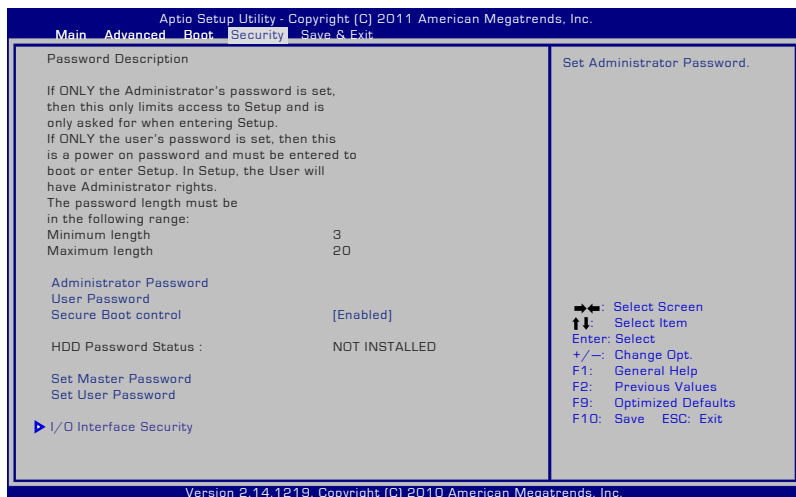 Aptio Setup Utility - Copyright (C) 2011 American Megatrends, Inc.
Main Advanced Boot Security Save & Exit
Password Description
Set Administrator Password.
If ONLY the Administrator's password is set,
then this only limits access to Setup and is
only asked for when entering Setup.
If ONLY the user's password is set, then this
is a power on password and must be entered to
boot or enter Setup. In Setup, the User will
have Administrator rights.
The password length must be
in the following range:
Minimum length 3
Maximum length 20
Administrator Password
User Password
Secure Boot control [Enabled]
HDD Password Status : NOT INSTALLED
Set Master Password
Set User Password
I/O Interface Security
→←: Select Screen
↑↓: Select Item
Enter: Select
+/—: Change Opt.
F1: General Help
F2: Previous Values
F9: Optimized Defaults
F10: Save ESC: Exit
Version 2.14.1219. Copyright (C) 2010 American Megatrends, Inc.